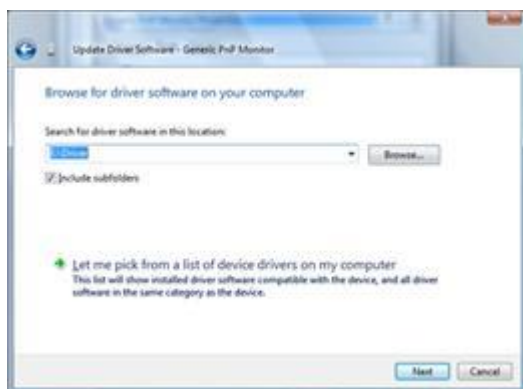 Update Driver Software - Generic PnP Monitor
Browse for driver software on your computer
Search for driver software in this location:
Browse...
Include subfolders
Let me pick from a list of device drivers on my computer
This list will show installed driver software compatible with the device, and all driver
software in the same category as the device.
Next Cancel